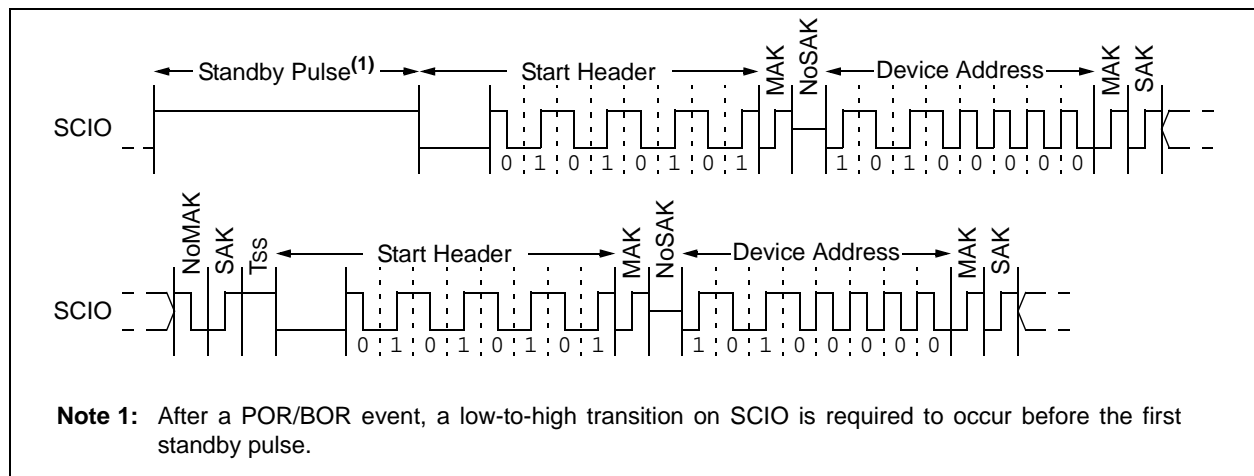 Standby Pulse(1) Start Header MAK NoSAK Device Address MAK SAK
SCIO
0 1 0 1 0 1 0 1 1 0 1 0 0 0 0 0
NoMAK SAK TSS Start Header MAK NoSAK Device Address MAK SAK
SCIO
0 1 0 1 0 1 0 1 1 0 1 0 0 0 0 0
Note 1: After a POR/BOR event, a low-to-high transition on SCIO is required to occur before the first
standby pulse.